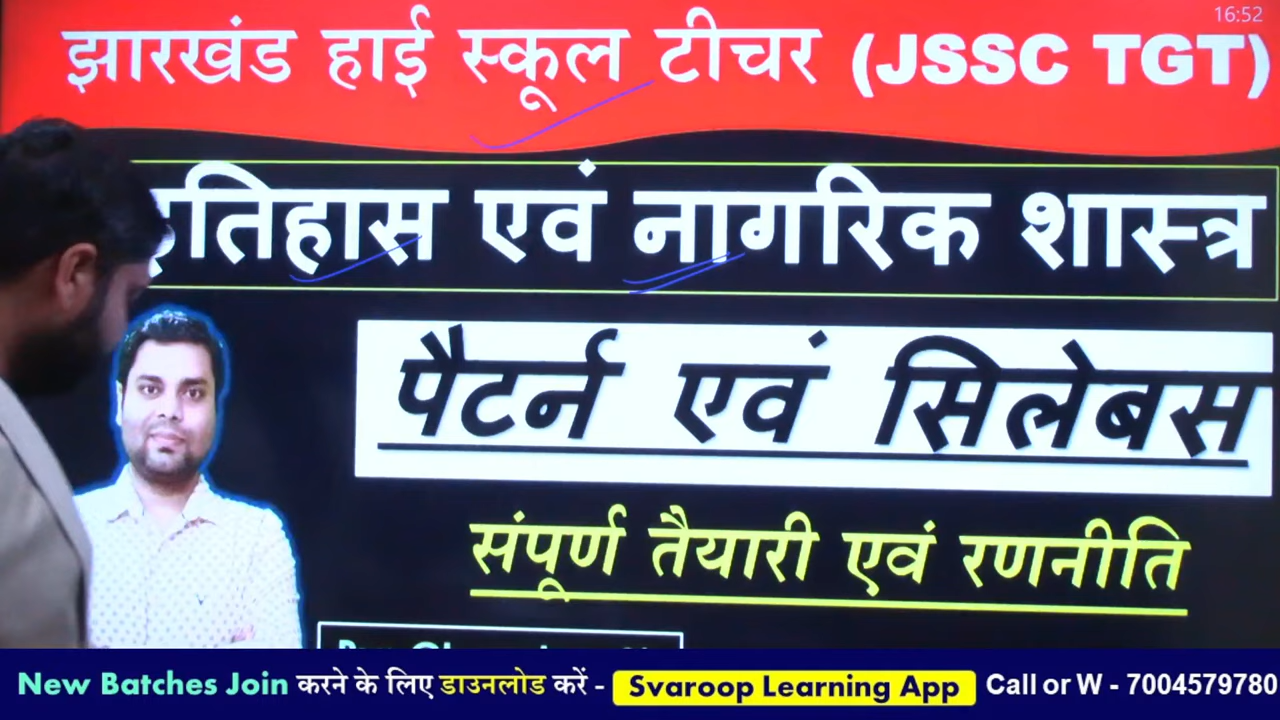 16:52
झारखंड हाई स्कूल टीचर (JSSC TGT)
इतिहास एवं नागरिक शास्त्र
पैटर्न एवं सिलेबस
संपूर्ण तैयारी एवं रणनीति
New Batches Join करने के लिए डाउनलोड करें - Svaroop Learning App Call or W - 7004579780